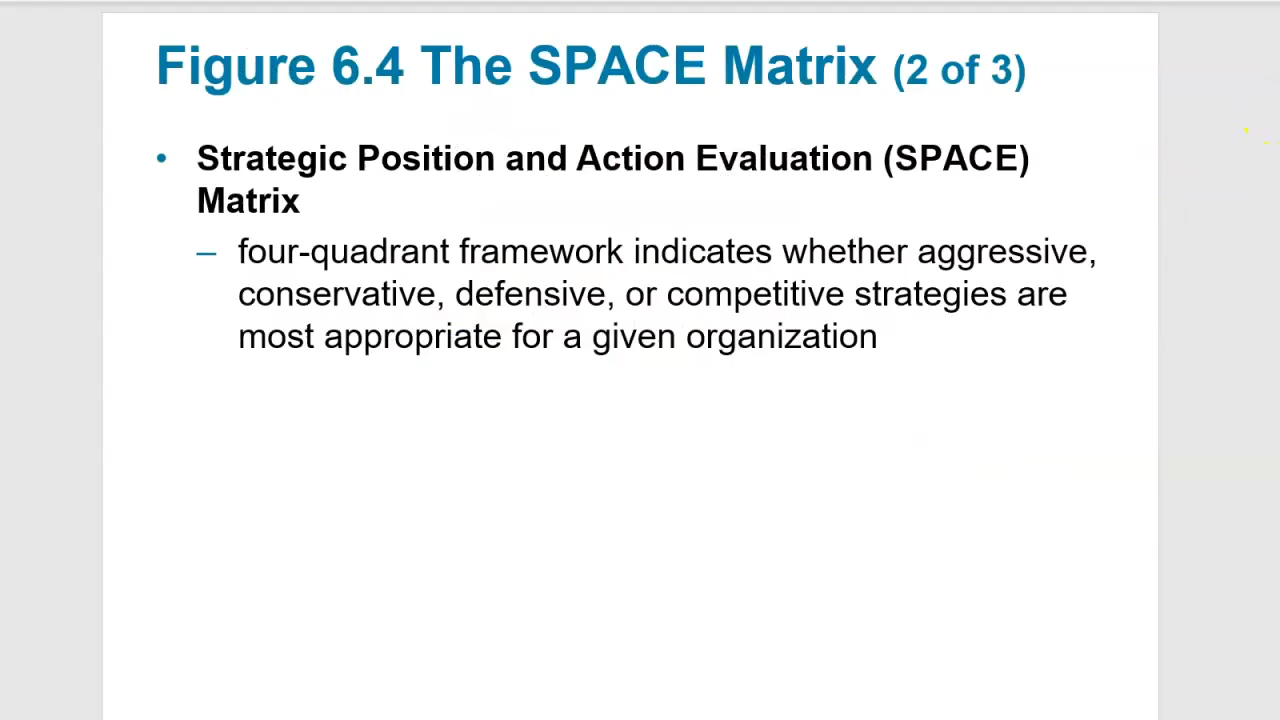 Figure 6.4 The SPACE Matrix (2 of 3)
• Strategic Position and Action Evaluation (SPACE)
Matrix
– four-quadrant framework indicates whether aggressive,
conservative, defensive, or competitive strategies are
most appropriate for a given organization